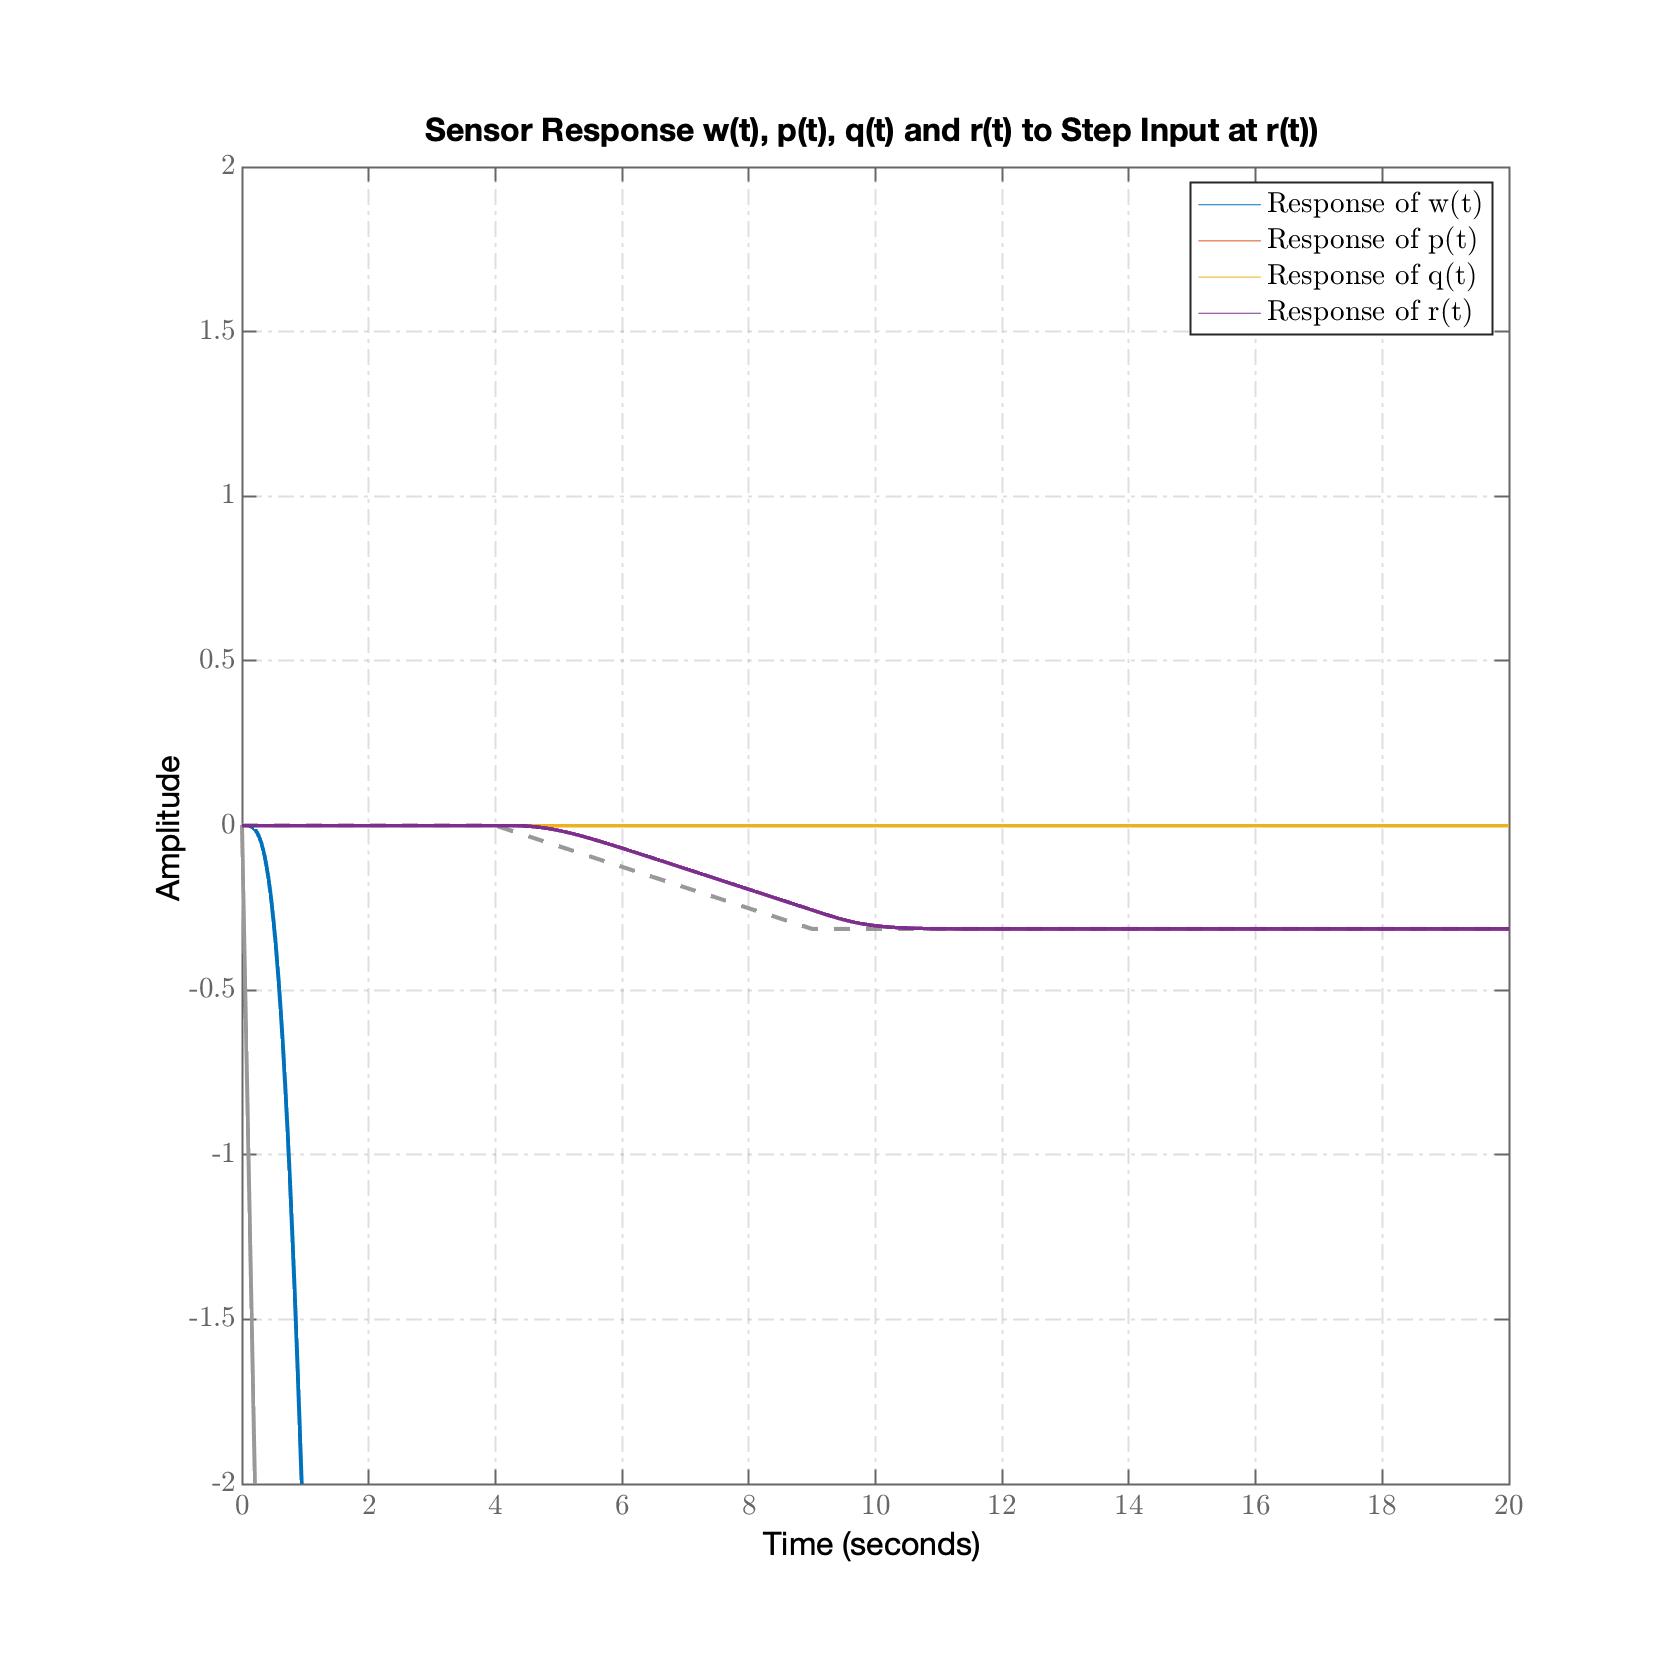 Sensor Response w(t), p(t), q(t) and r(t) to Step Input at r(t))
Response of w(t)
Response of p(t)
Response of q(t)
Response of r(t)
Amplitude
2
1.5
1
0.5
0
-0.5
-1
-1.5
-2
0 2 4 6 8 10 12 14 16 18 20
Time (seconds)